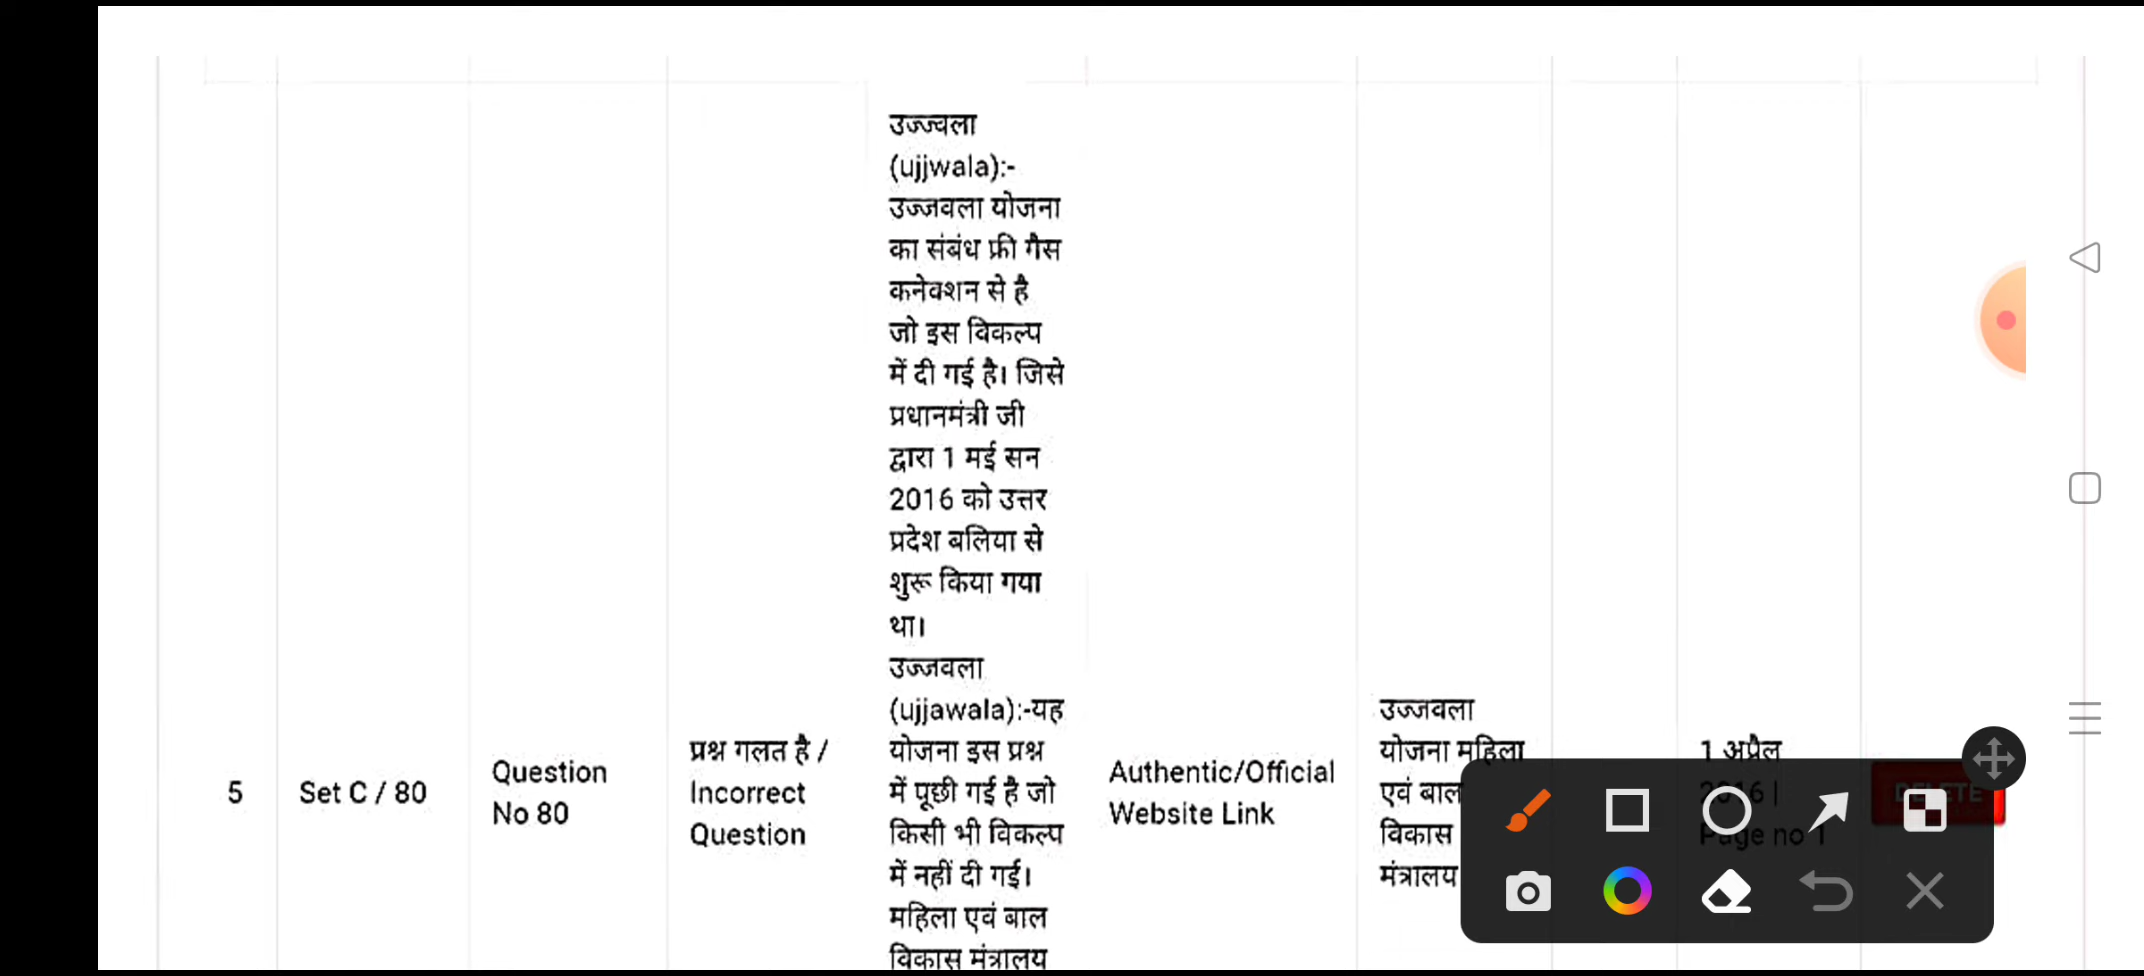 उज्ज्वला
(ujjwala):-
उज्जवला योजना
का संबंध फ्री गैस
कनेक्शन से है
जो इस विकल्प
में दी गई है। जिसे
प्रधानमंत्री जी
द्वारा 1 मई सन
2016 को उत्तर
प्रदेश बलिया से
शुरू किया गया
था।
उज्जवला
(ujjawala):-यह
योजना इस प्रश्न
में पूछी गई है जो
किसी भी विकल्प
में नहीं दी गई।
महिला एवं बाल
विकास मंत्रालय
5
Set C / 80
Question
No 80
प्रश्न गलत है /
Incorrect
Question
Authentic/Official
Website Link
उज्जवला
योजना महिला
एवं बाल
विकास
मंत्रालय
1 अप्रैल
2016 |
Page no 1
DELETE